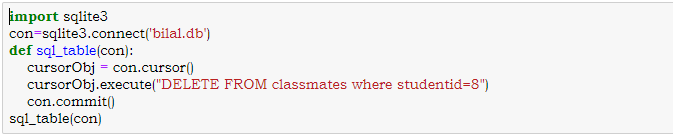 import sqlite3
con=sqlite3.connect('bilal.db')
def sql_table(con):
    cursorObj = con.cursor()
    cursorObj.execute("DELETE FROM classmates where studentid=8")
    con.commit()
sql_table(con)